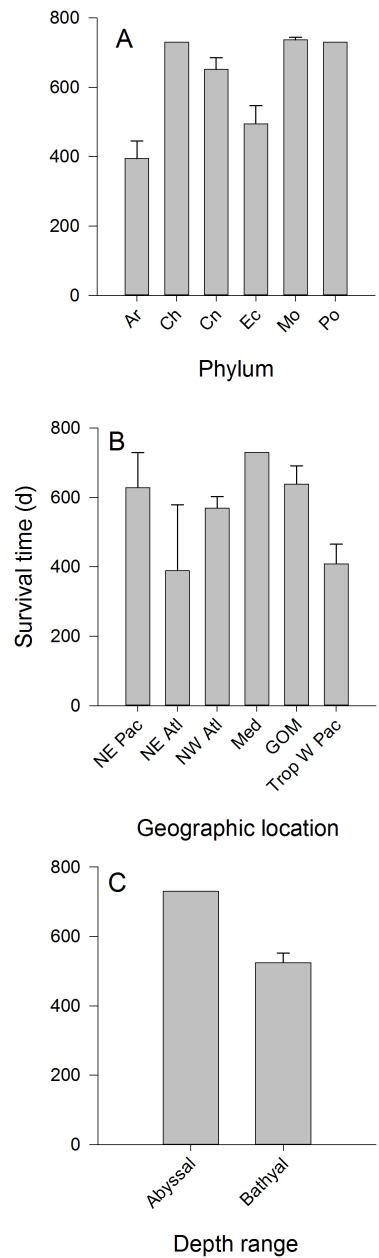 800
A
600
400
200
0
Ar Ch Cn Ec Mo Po
Phylum
800
B
600
400
200
0
Survival time (d)
NE Pac NE Atl NW Atl Med GOM Trop W Pac
Geographic location
800
C
600
400
200
0
Abyssal Bathyal
Depth range